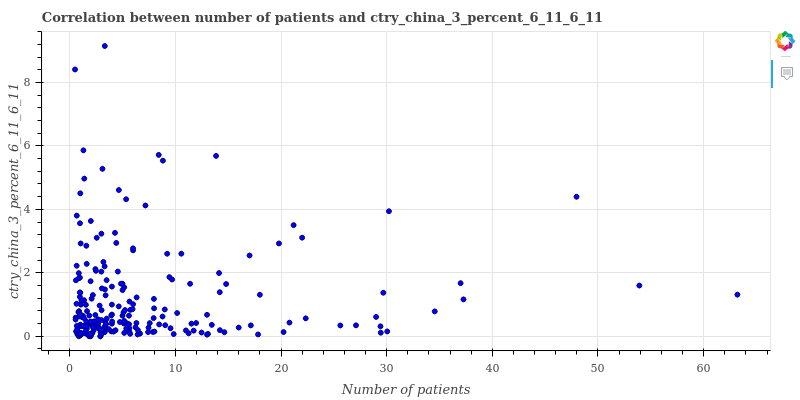 Correlation between number of patients and ctry_china_3_percent_6_11_6_11
ctry_china_3_percent_6_11_6_11
8
6
4
2
0
0 10 20 30 40 50 60
Number of patients